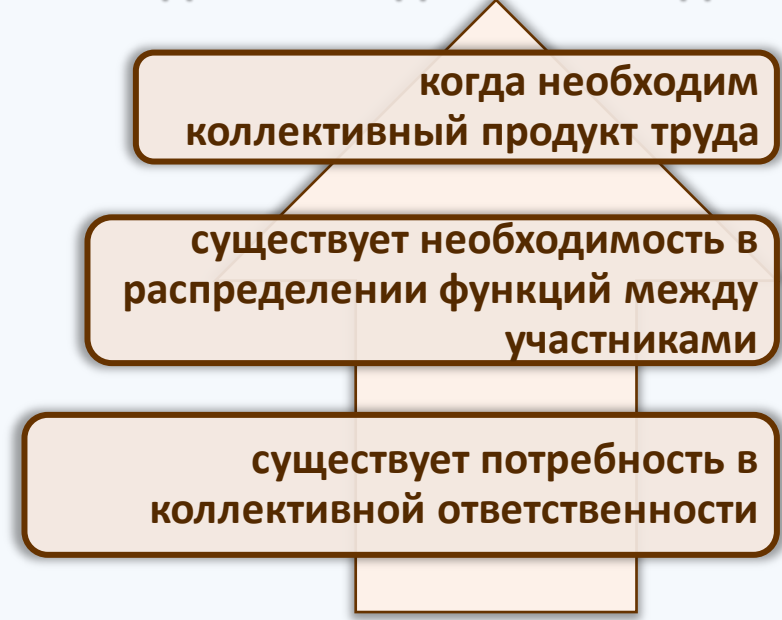 когда необходим
коллективный продукт труда
существует необходимость в
распределении функций между
участниками
существует потребность в
коллективной ответственности